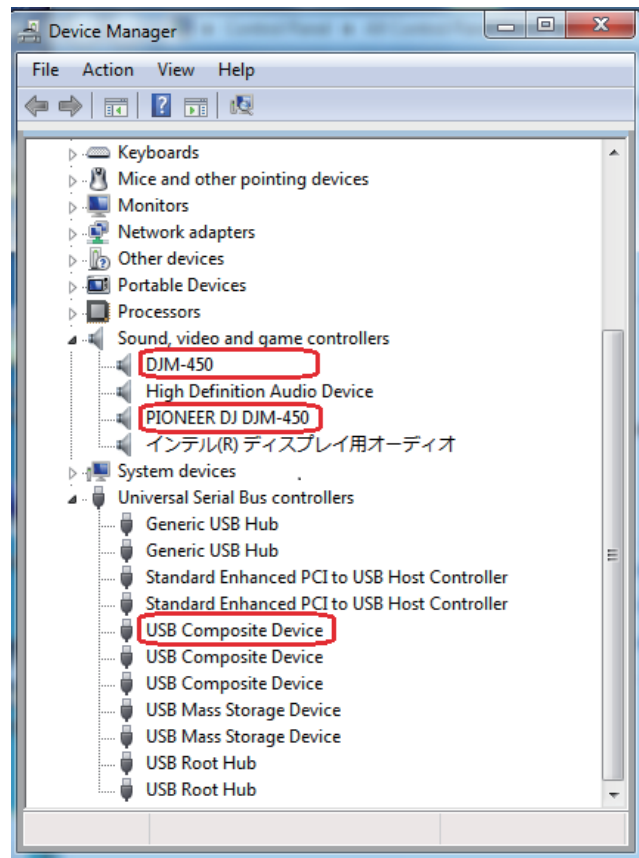 Device Manager
File Action View Help
Keyboards
Mice and other pointing devices
Monitors
Network adapters
Other devices
Portable Devices
Processors
Sound, video and game controllers
DJM-450
High Definition Audio Device
PIONEER DJ DJM-450
インテル(R) ディスプレイ用オーディオ
System devices
Universal Serial Bus controllers
Generic USB Hub
Generic USB Hub
Standard Enhanced PCI to USB Host Controller
Standard Enhanced PCI to USB Host Controller
USB Composite Device
USB Composite Device
USB Composite Device
USB Mass Storage Device
USB Mass Storage Device
USB Root Hub
USB Root Hub